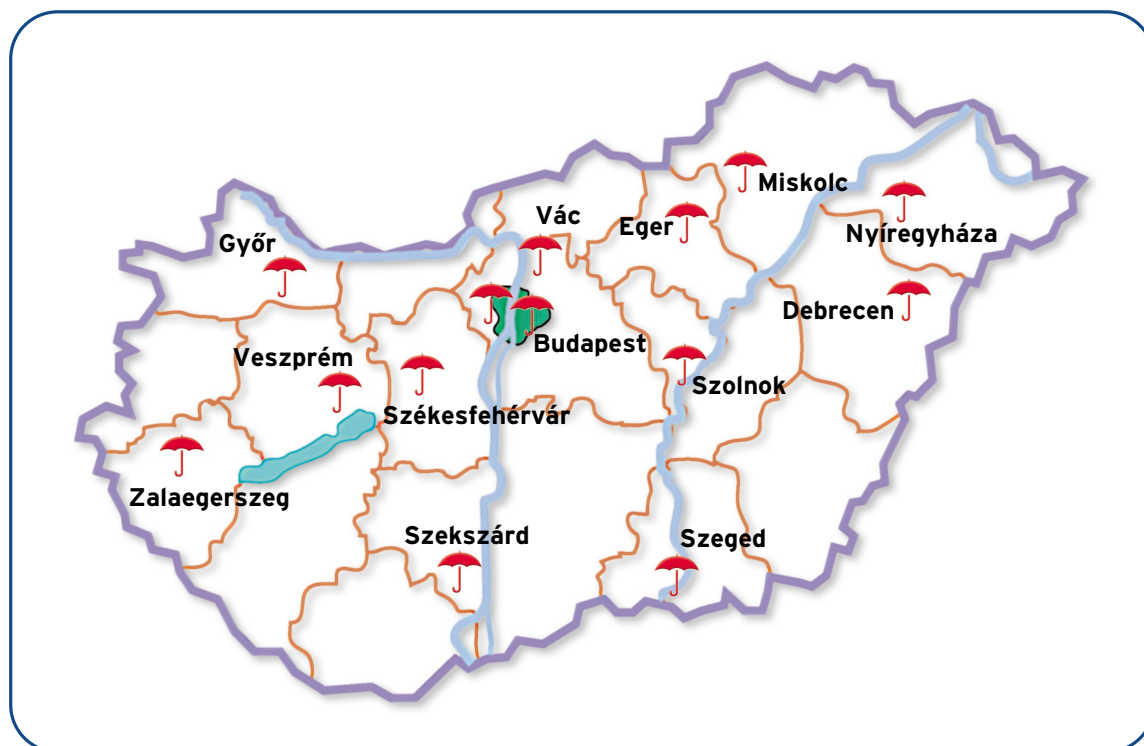 Miskolc
Vác
Eger
Nyíregyháza
Győr
Debrecen
Budapest
Veszprém
Szolnok
Székesfehérvár
Zalaegerszeg
Szekszárd
Szeged